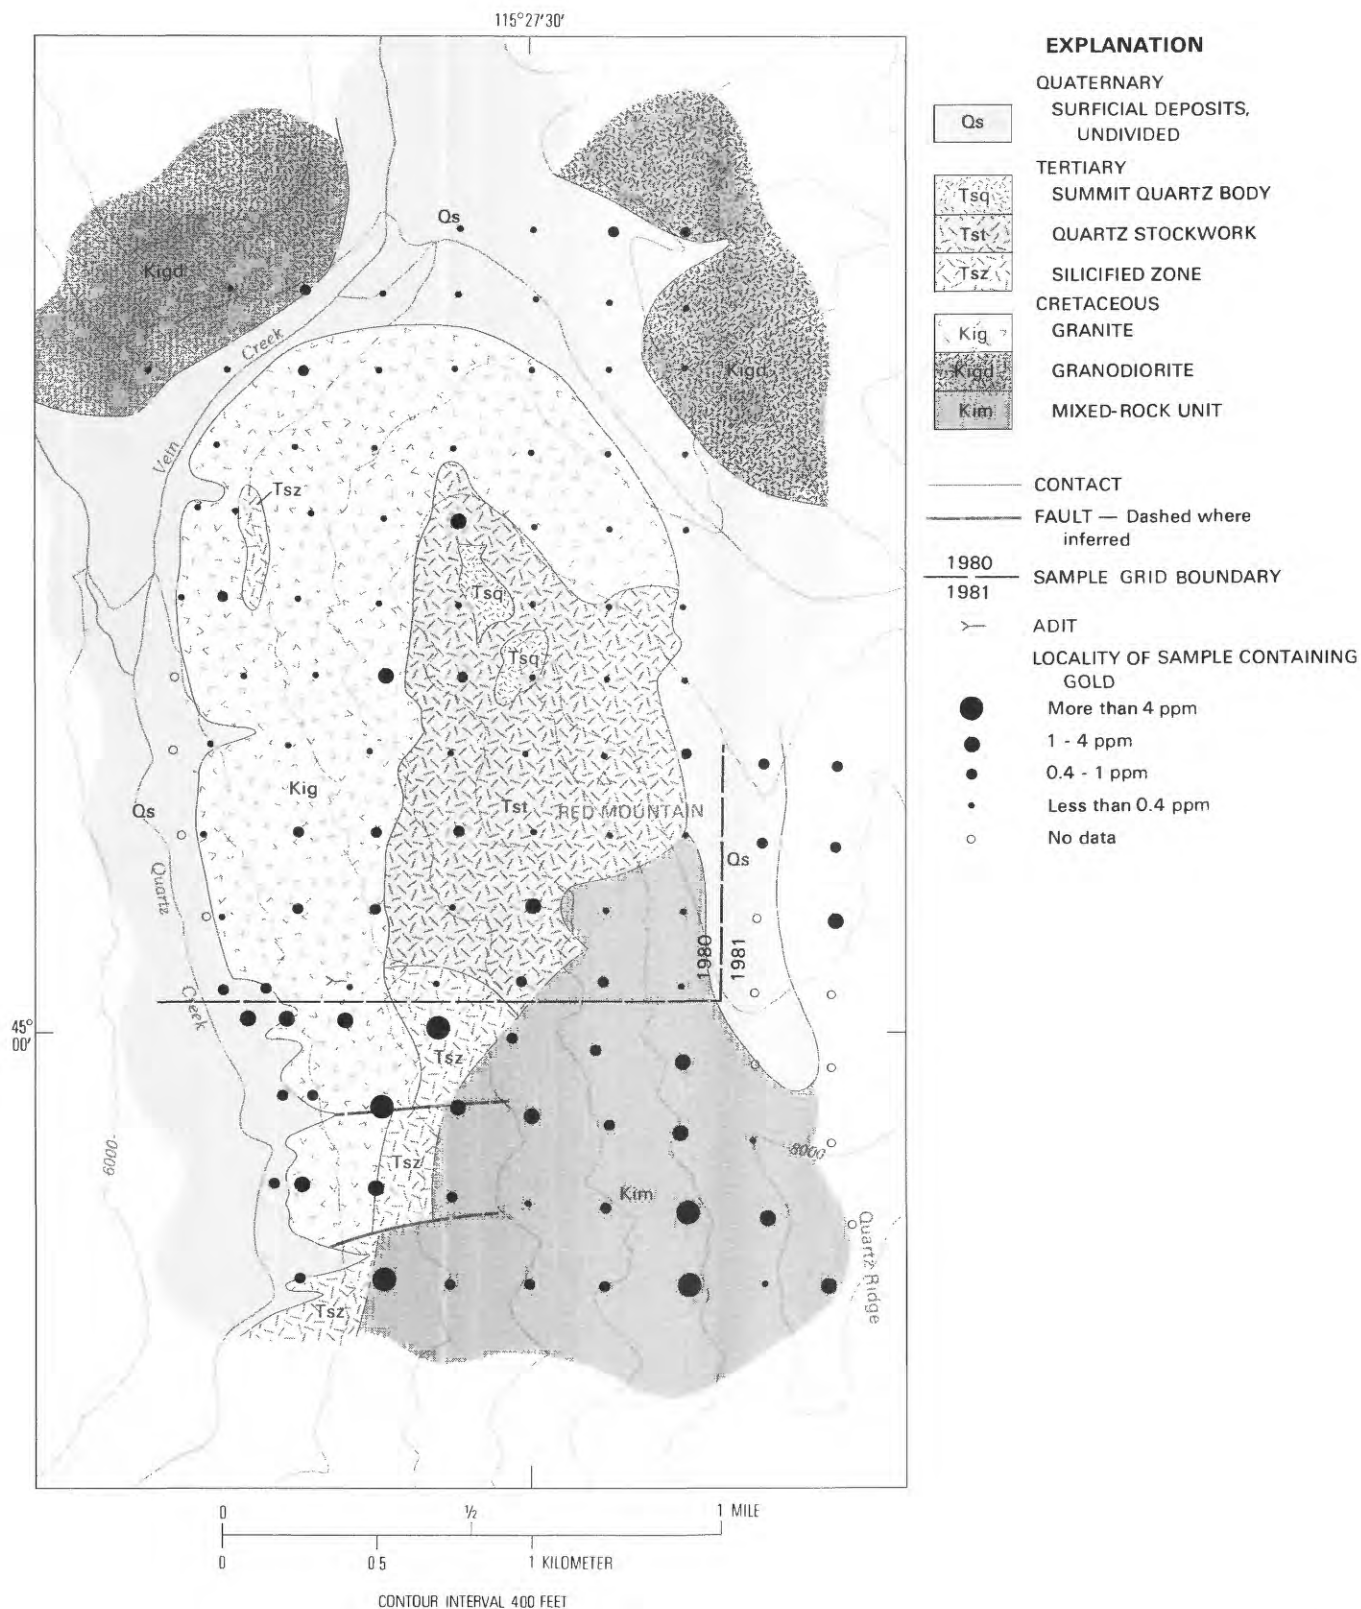 115°27'30"
EXPLANATION
QUATERNARY
Qs
SURFICIAL DEPOSITS,
UNDIVIDED
TERTIARY
Tsq
SUMMIT QUARTZ BODY
Tst
QUARTZ STOCKWORK
Tsz
SILICIFIED ZONE
CRETACEOUS
Kig
GRANITE
Kigd
GRANODIORITE
Kim
MIXED-ROCK UNIT
CONTACT
FAULT — Dashed where
inferred
1980
1981
SAMPLE GRID BOUNDARY
ADIT
LOCALITY OF SAMPLE CONTAINING
GOLD
More than 4 ppm
1 - 4 ppm
0.4 - 1 ppm
Less than 0.4 ppm
No data
Qs
Kigd
Creek
Kigd
Vein
Tsz
Tsq
Tsq
Kig
Tst
RED MOUNTAIN
Qs
Qs
Quartz
1980
1981
Creek
45°
00'
Tsz
6000
8000
Tsz
Kim
Quartz Ridge
Tsz
0
½
1 MILE
0
0.5
1 KILOMETER
CONTOUR INTERVAL 400 FEET